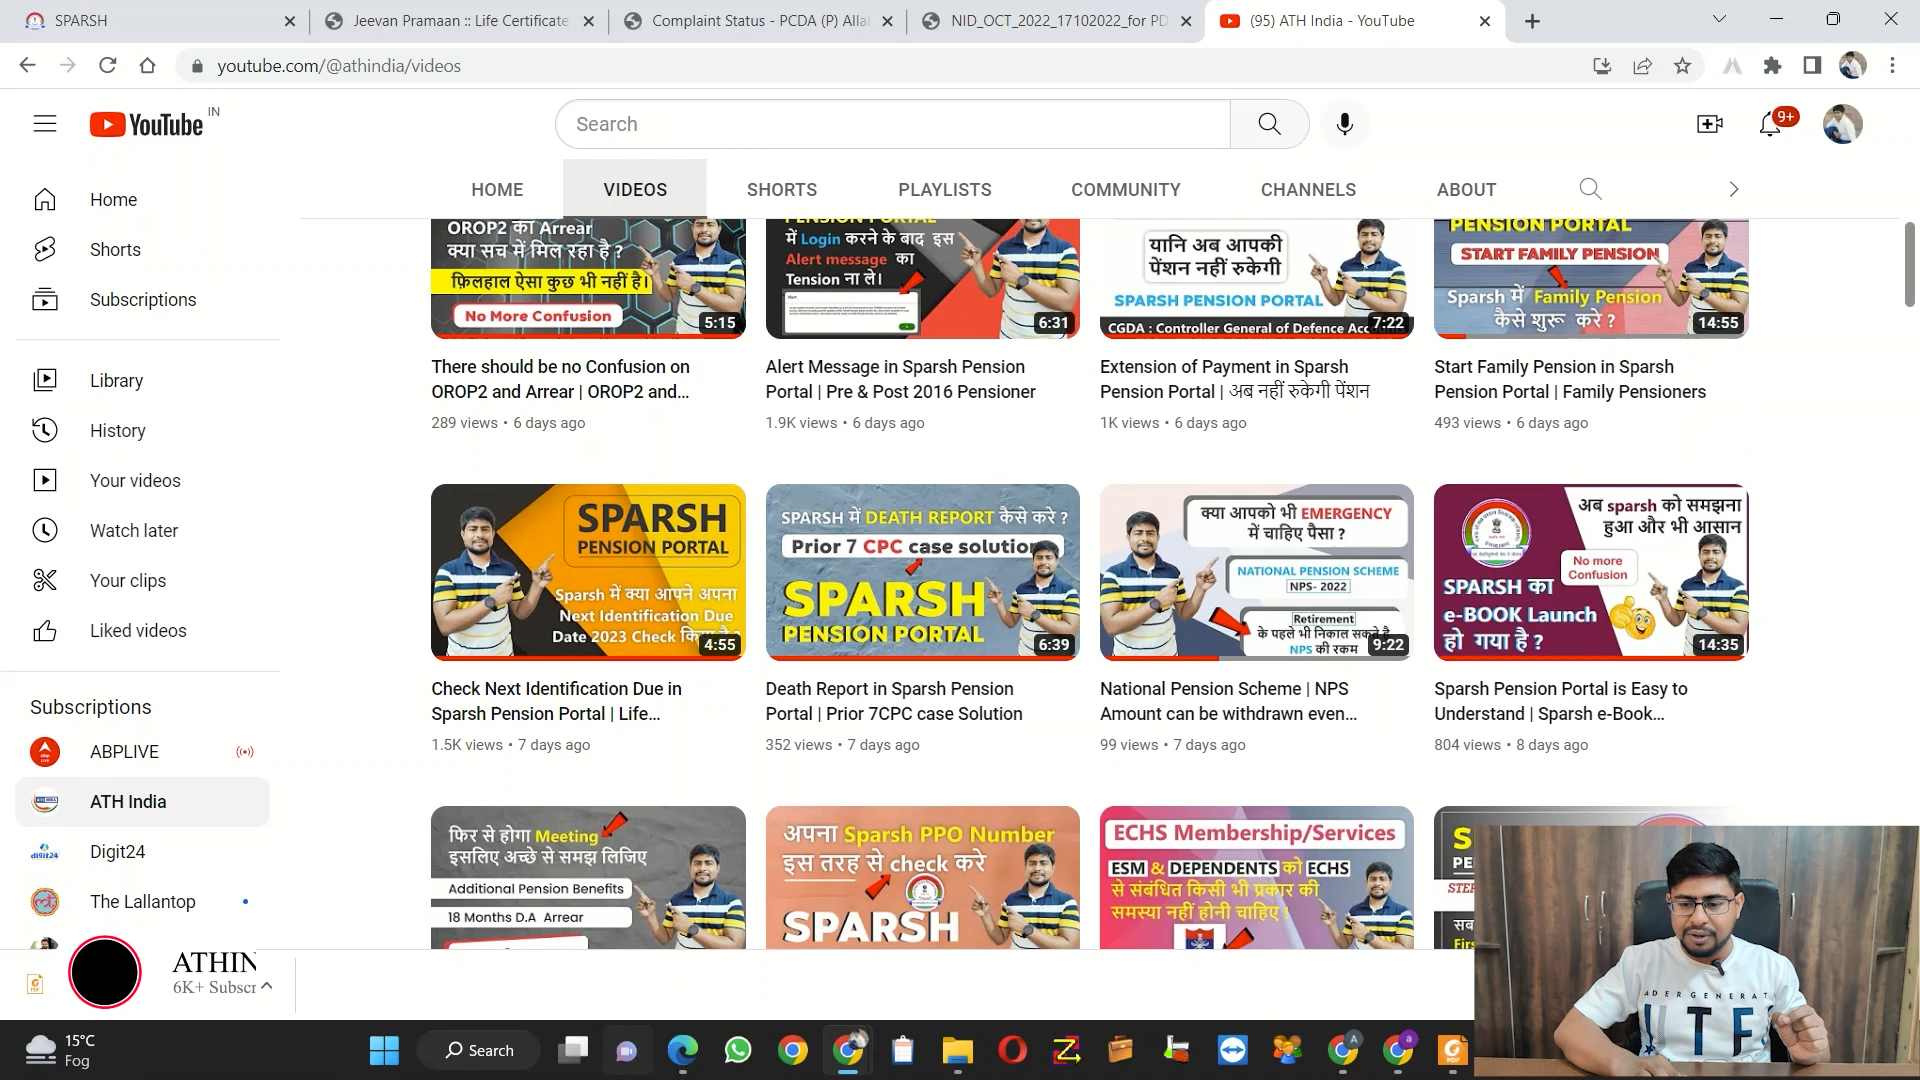 SPARSH
Jeevan Pramaan :: Life Certificate
Complaint Status - PCDA (P) Alla
NID_OCT_2022_17102022_for PD
(95) ATH India - YouTube
youtube.com/@athindia/videos
YouTube
IN
Search
9+
Home
Shorts
Subscriptions
Library
History
Your videos
Watch later
Your clips
Liked videos
Subscriptions
ABPLIVE
ATH India
Digit24
The Lallantop
HOME
VIDEOS
SHORTS
PLAYLISTS
COMMUNITY
CHANNELS
ABOUT
OROP2 का Arrear
क्या सच में मिल रहा है ?
फ़िलहाल ऐसा कुछ भी नहीं है।
No More Confusion
5:15
There should be no Confusion on
OROP2 and Arrear | OROP2 and...
289 views • 6 days ago
PENSION PORTAL
में Login करने के बाद इस
Alert message का
Tension ना ले।
6:31
Alert Message in Sparsh Pension
Portal | Pre & Post 2016 Pensioner
1.9K views • 6 days ago
यानि अब आपकी
पेंशन नहीं रुकेगी
SPARSH PENSION PORTAL
CGDA : Controller General of Defence Acc
7:22
Extension of Payment in Sparsh
Pension Portal | अब नहीं रुकेगी पेंशन
1K views • 6 days ago
PENSION PORTAL
START FAMILY PENSION
Sparsh में Family Pension
कैसे शुरू करे ?
14:55
Start Family Pension in Sparsh
Portal | Family Pensioners
493 views • 6 days ago
SPARSH
PENSION PORTAL
Sparsh में क्या आपने अपना
Next Identification Due
Date 2023 Check
4:55
Check Next Identification Due in
Sparsh Pension Portal | Life...
1.5K views • 7 days ago
SPARSH में DEATH REPORT कैसे करे ?
Prior 7 CPC case solution
SPARSH
PENSION PORTAL
6:39
Death Report in Sparsh Pension
Portal | Prior 7CPC case Solution
352 views • 7 days ago
क्या आपको भी EMERGENCY
में चाहिए पैसा ?
NATIONAL PENSION SCHEME
NPS- 2022
Retirement
के पहले भी निकाल सकते है
NPS की रकम
9:22
National Pension Scheme | NPS
Amount can be withdrawn even...
99 views • 7 days ago
अब sparsh को समझना
हुआ और भी आसान
No more
Confusion
SPARSH का
e-BOOK Launch
हो गया है ?
14:35
Sparsh Pension Portal is Easy to
Understand | Sparsh e-Book...
804 views • 8 days ago
फिर से होगा Meeting
इसलिए अच्छे से समझ लिजिए
Additional Pension Benefits
18 Months D.A Arrear
अपना Sparsh PPO Number
इस तरह से check करे
SPARSH
ECHS Membership/Services
ESM & DEPENDENTS को ECHS
से संबंधित किसी भी प्रकार की
समस्या नहीं होनी चाहिए !
S
PE
STEP
सब
Firs
ATHIN
6K+ Subscr
ADER GENERAT
UTF
15°C
Fog
Search